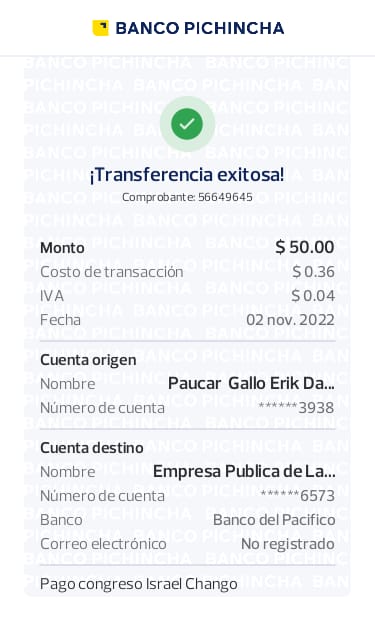 BANCO PICHINCHA
¡Transferencia exitosa!
Comprobante: 56649645
Monto $ 50.00
Costo de transacción $ 0.36
IVA $ 0.04
Fecha 02 nov. 2022
Cuenta origen
Nombre Paucar Gallo Erik Da...
Número de cuenta ******3938
Cuenta destino
Nombre Empresa Publica de La...
Número de cuenta ******6573
Banco Banco del Pacifico
Correo electrónico No registrado
Pago congreso Israel Chango